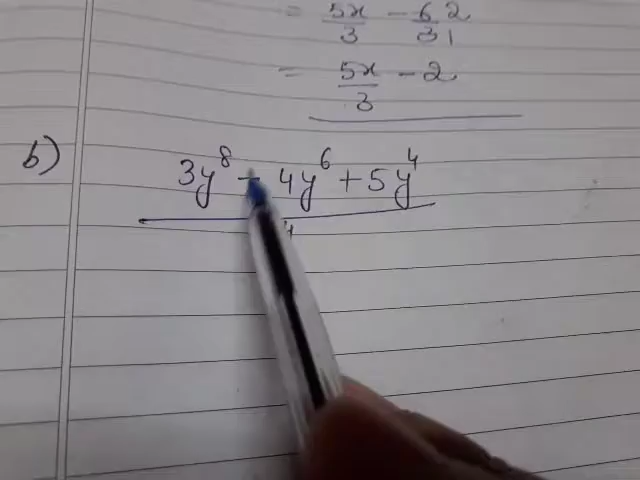 = 5x/3 - 6 2/3 1
= 5x/3 - 2
b) 3y⁸ - 4y⁶ + 5y⁴